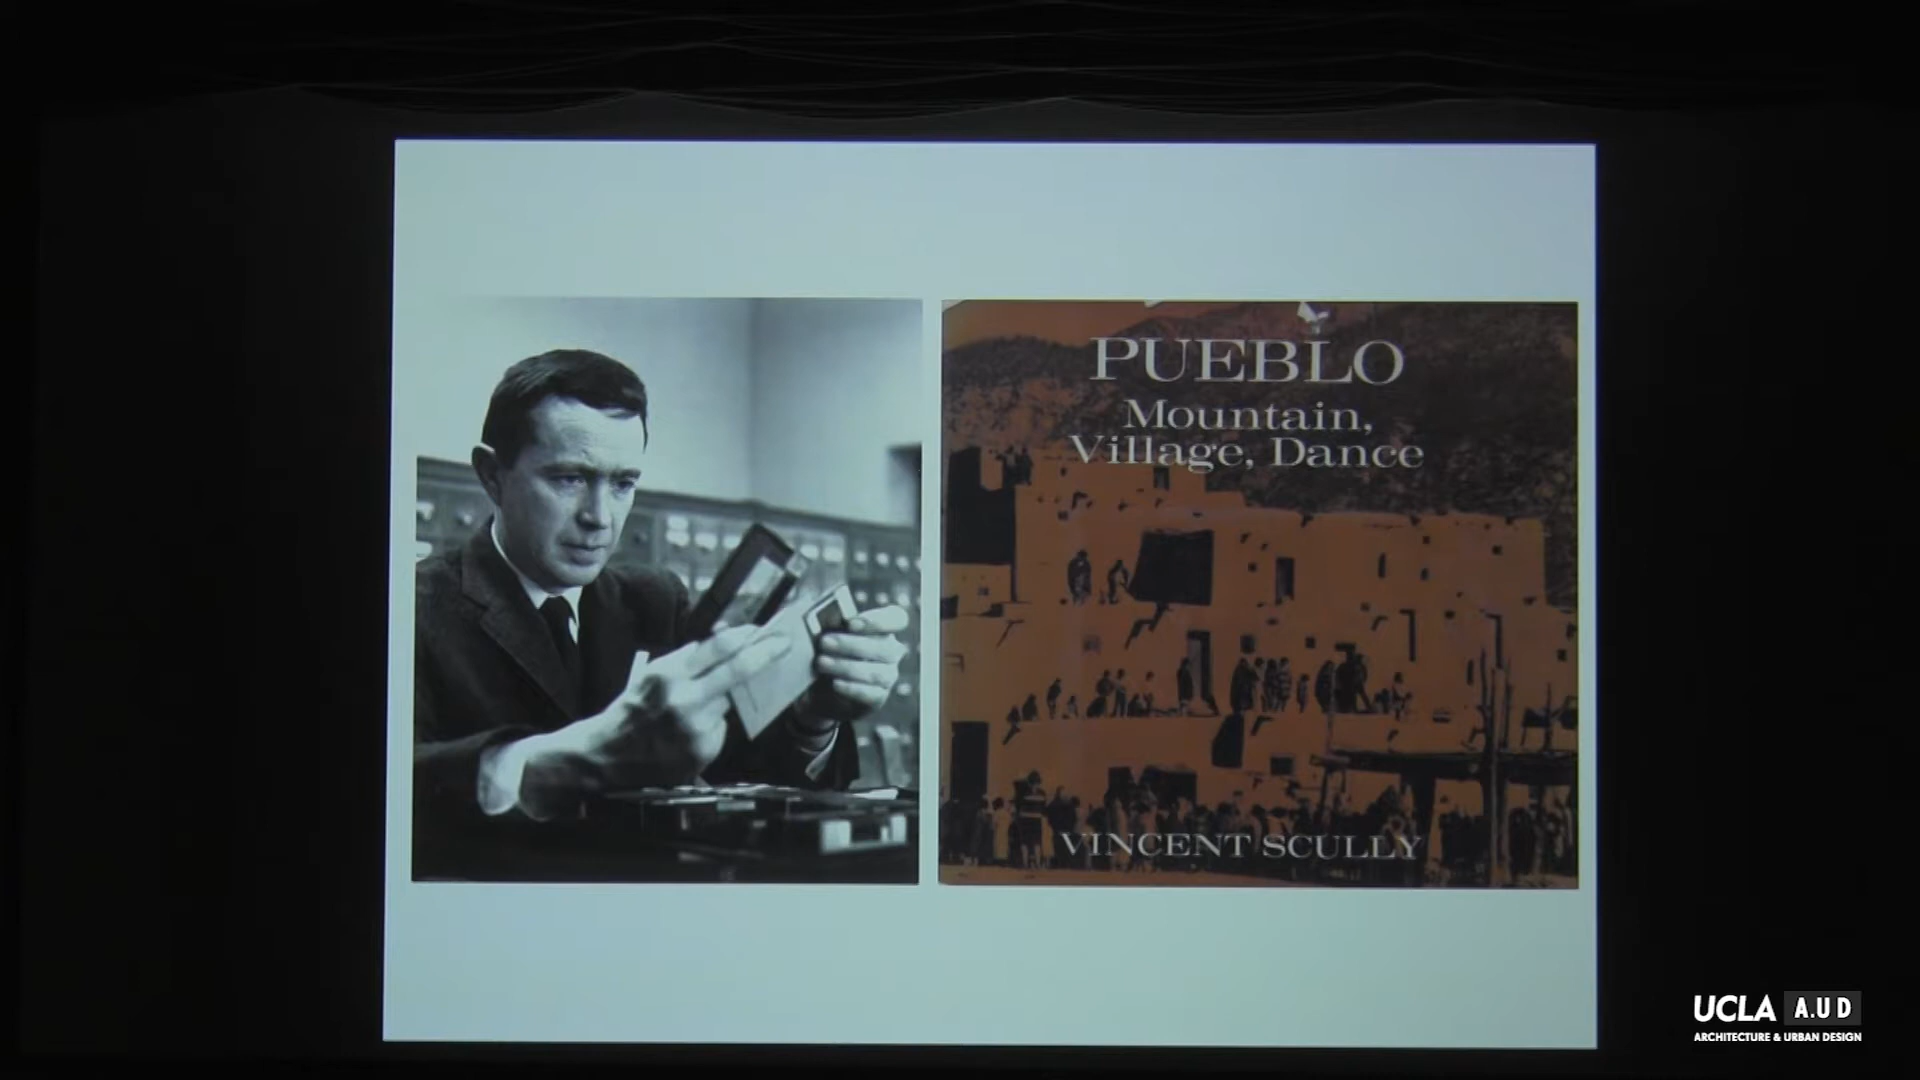 PUEBLO
Mountain,
Village, Dance
VINCENT SCULLY
UCLA A.U D
ARCHITECTURE & URBAN DESIGN